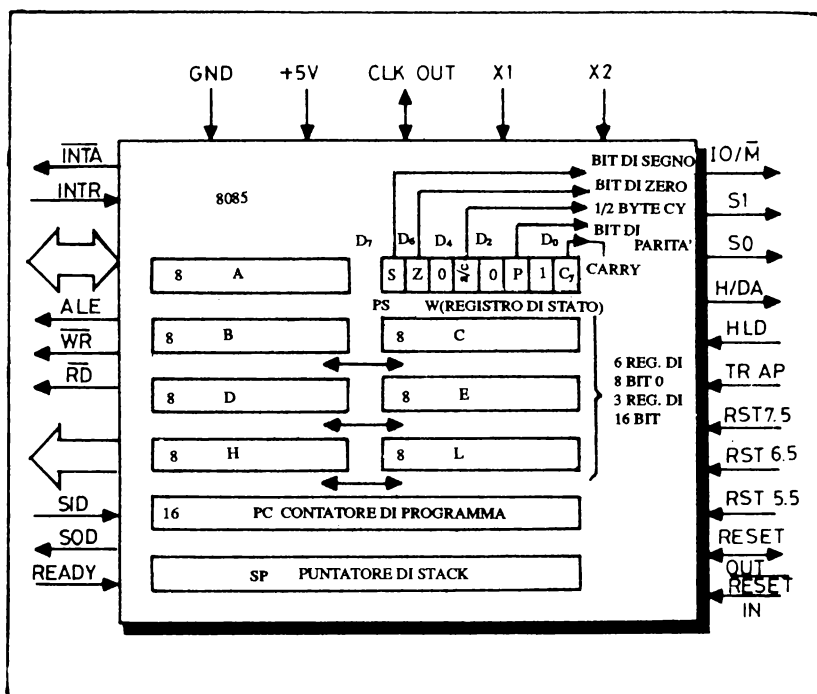 GND +5V CLK OUT X1 X2
INTA
INTR
ALE
WR
RD
SID
SOD
READY
8085
BIT DI SEGNO
BIT DI ZERO
1/2 BYTE CY
BIT DI PARITA'
CARRY
D7 D6 D4 D2 D0
S Z 0 a/c 0 P 1 Cy
8 A
PS W(REGISTRO DI STATO)
8 B
8 C
8 D
8 E
8 H
8 L
6 REG. DI
8 BIT 0
3 REG. DI
16 BIT
16 PC CONTATORE DI PROGRAMMA
SP PUNTATORE DI STACK
IO/M
S1
S0
H/DA
HLD
TR AP
RST7.5
RST 6.5
RST 5.5
RESET
OUT
RESET
IN